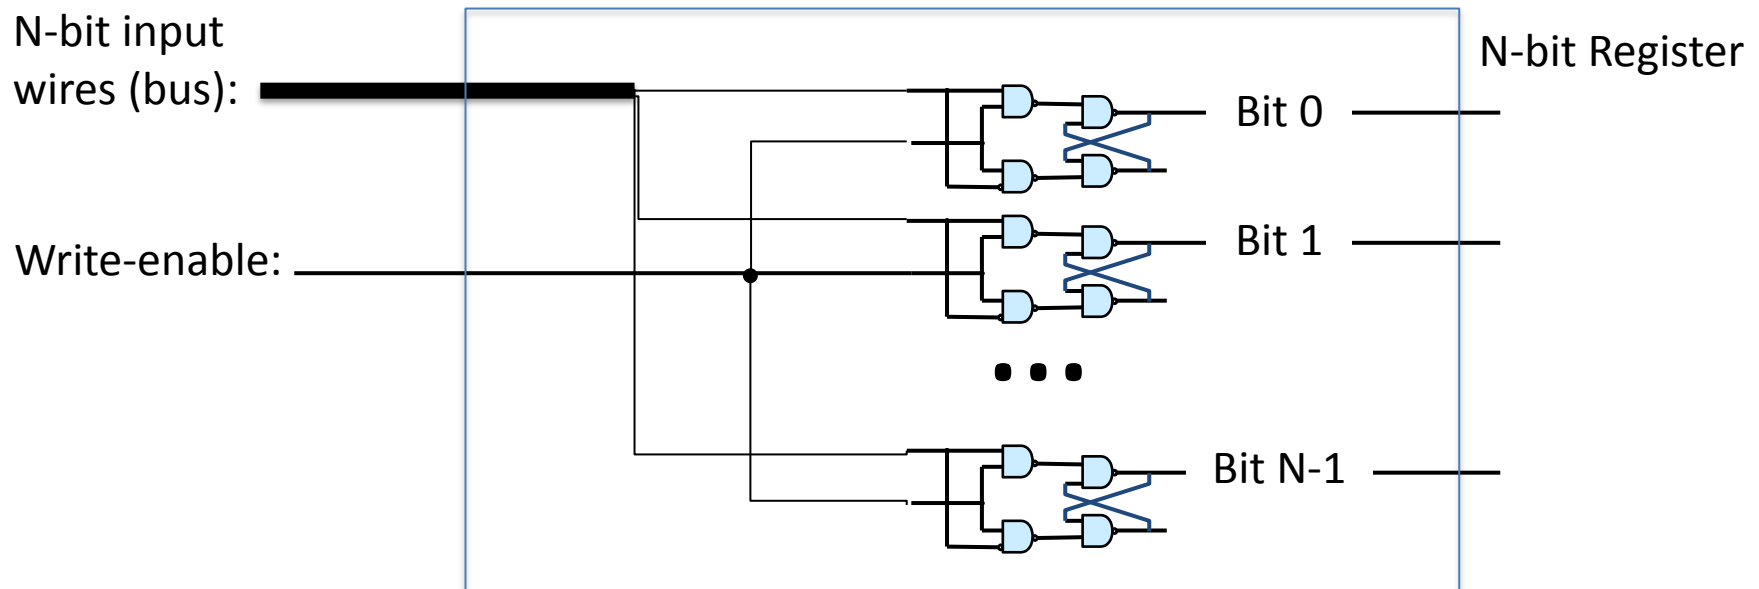 N-bit input
wires (bus):
N-bit Register
Bit 0
Bit 1
Write-enable:
Bit N-1